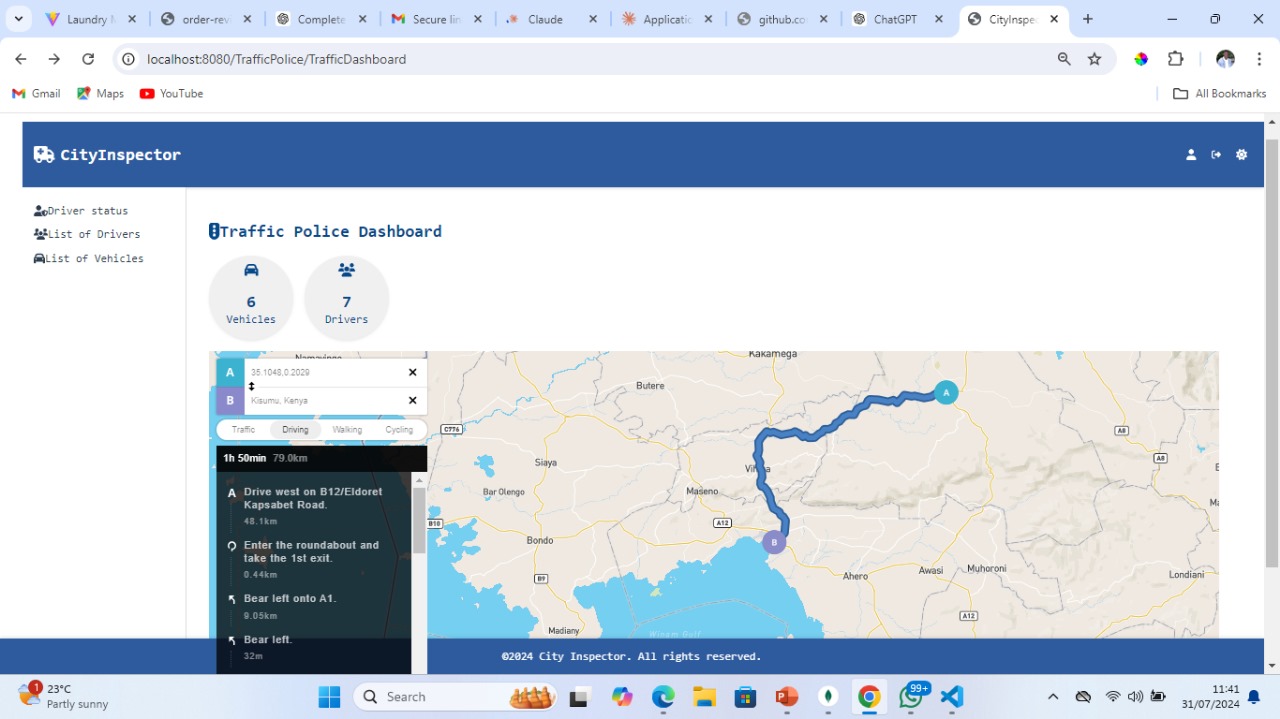 Laundry M
order-revi
Complete
Secure lin
Claude
Applicatio
github.co
ChatGPT
CityInspec
localhost:8080/TrafficPolice/TrafficDashboard
Gmail
Maps
YouTube
All Bookmarks
CityInspector
Driver status
List of Drivers
List of Vehicles
Traffic Police Dashboard
6
Vehicles
7
Drivers
A
35.1048,0.2029
B
Kisumu, Kenya
Traffic
Driving
Walking
Cycling
1h 50min 79.0km
A
Drive west on B12/Eldoret
Kapsabet Road.
48.1km
Enter the roundabout and
take the 1st exit.
0.44km
Bear left onto A1.
9.05km
Bear left.
32m
Kakamega
Butere
A
C776
A8
A8
Siaya
Bar Olengo
Maseno
A12
B10
Bondo
B
B9
Ahero
Awasi
Muhoroni
Londiani
A12
Madiany
Winam Gulf
©2024 City Inspector. All rights reserved.
1
23°C
Partly sunny
Search
99+
11:41
31/07/2024